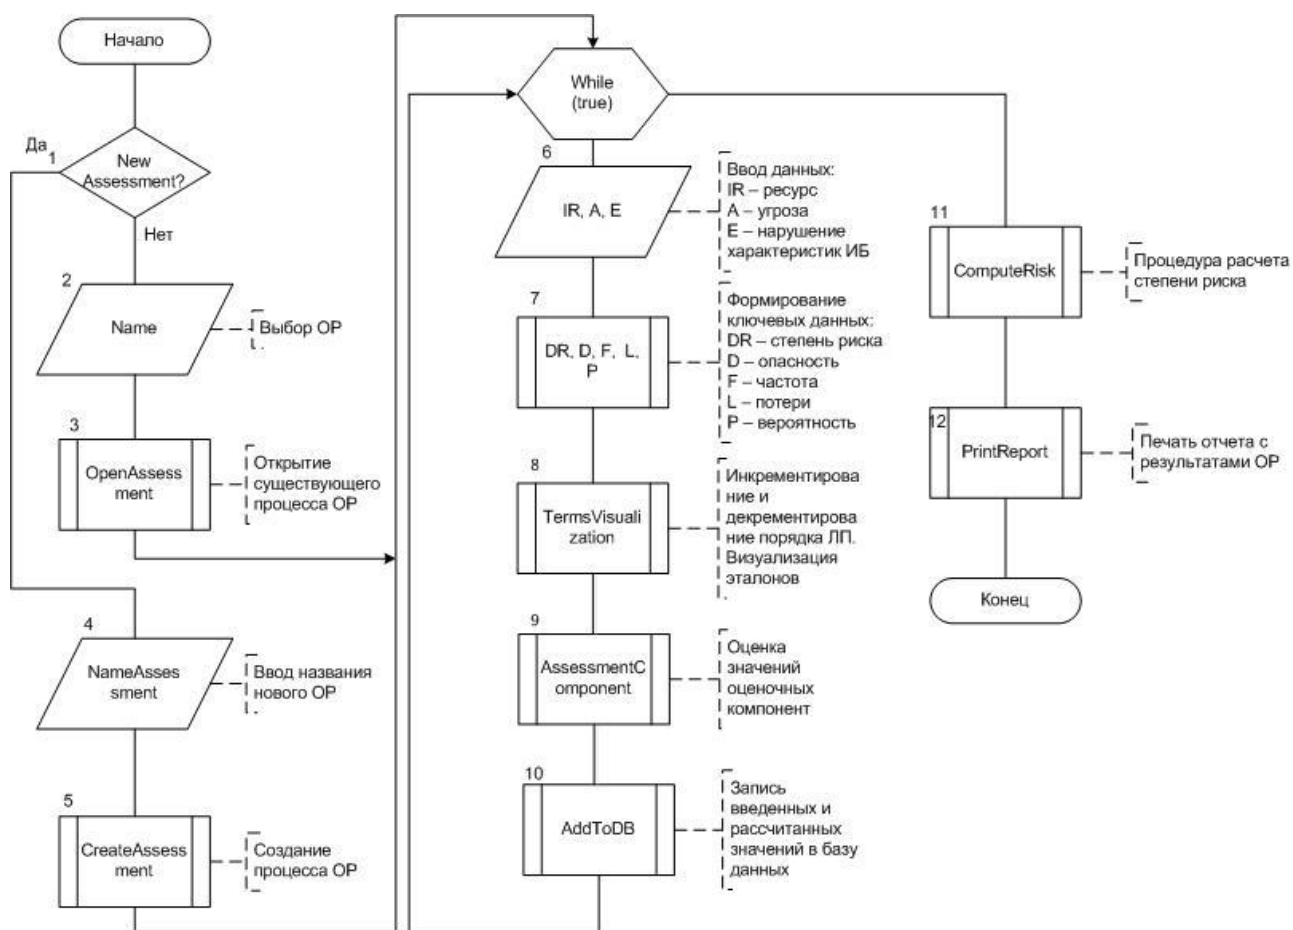 Начало
Да
1
New
Assessment?
Нет
2
Name
Выбор ОР
3
OpenAssess
ment
Открытие
существующего
процесса ОР
4
NameAsses
sment
Ввод названия
нового ОР
5
CreateAssess
ment
Создание
процесса ОР
While
(true)
6
IR, A, E
Ввод данных:
IR – ресурс
A – угроза
E – нарушение
характеристик ИБ
7
DR, D, F, L,
P
Формирование
ключевых данных:
DR – степень риска
D – опасность
F – частота
L – потери
P – вероятность
8
TermsVisuali
zation
Инкрементирова
ние и
декрементирова
ние порядка ЛП.
Визуализация
эталонов
9
AssessmentC
omponent
Оценка
значений
оценочных
компонент
10
AddToDB
Запись
введенных и
рассчитанных
значений в базу
данных
11
ComputeRisk
Процедура расчета
степени риска
12
PrintReport
Печать отчета с
результатами ОР
Конец